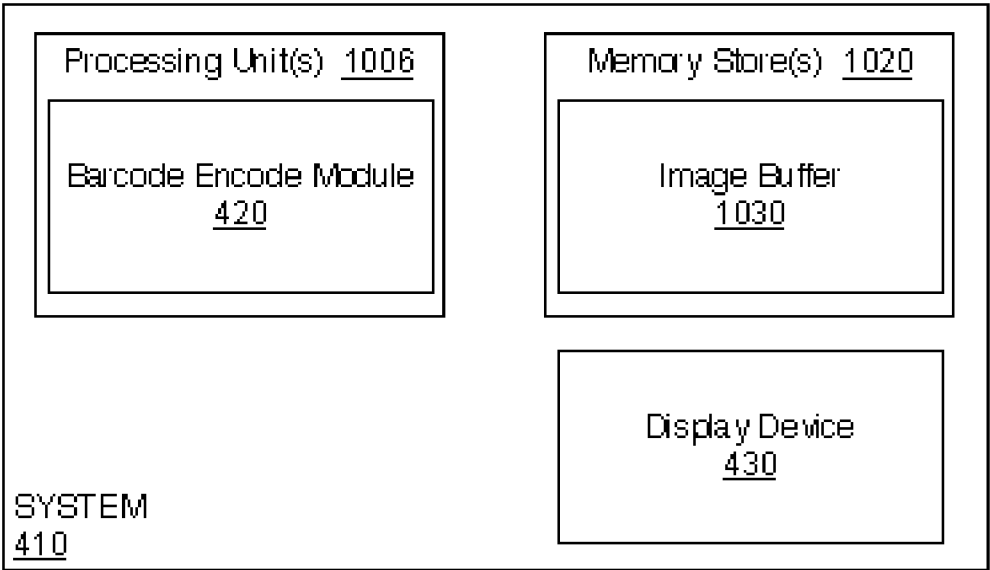 Processing Unit(s) 1006
Barcode Encode Module
420
Memory Store(s) 1020
Image Buffer
1030
Display Device
430
SYSTEM
410